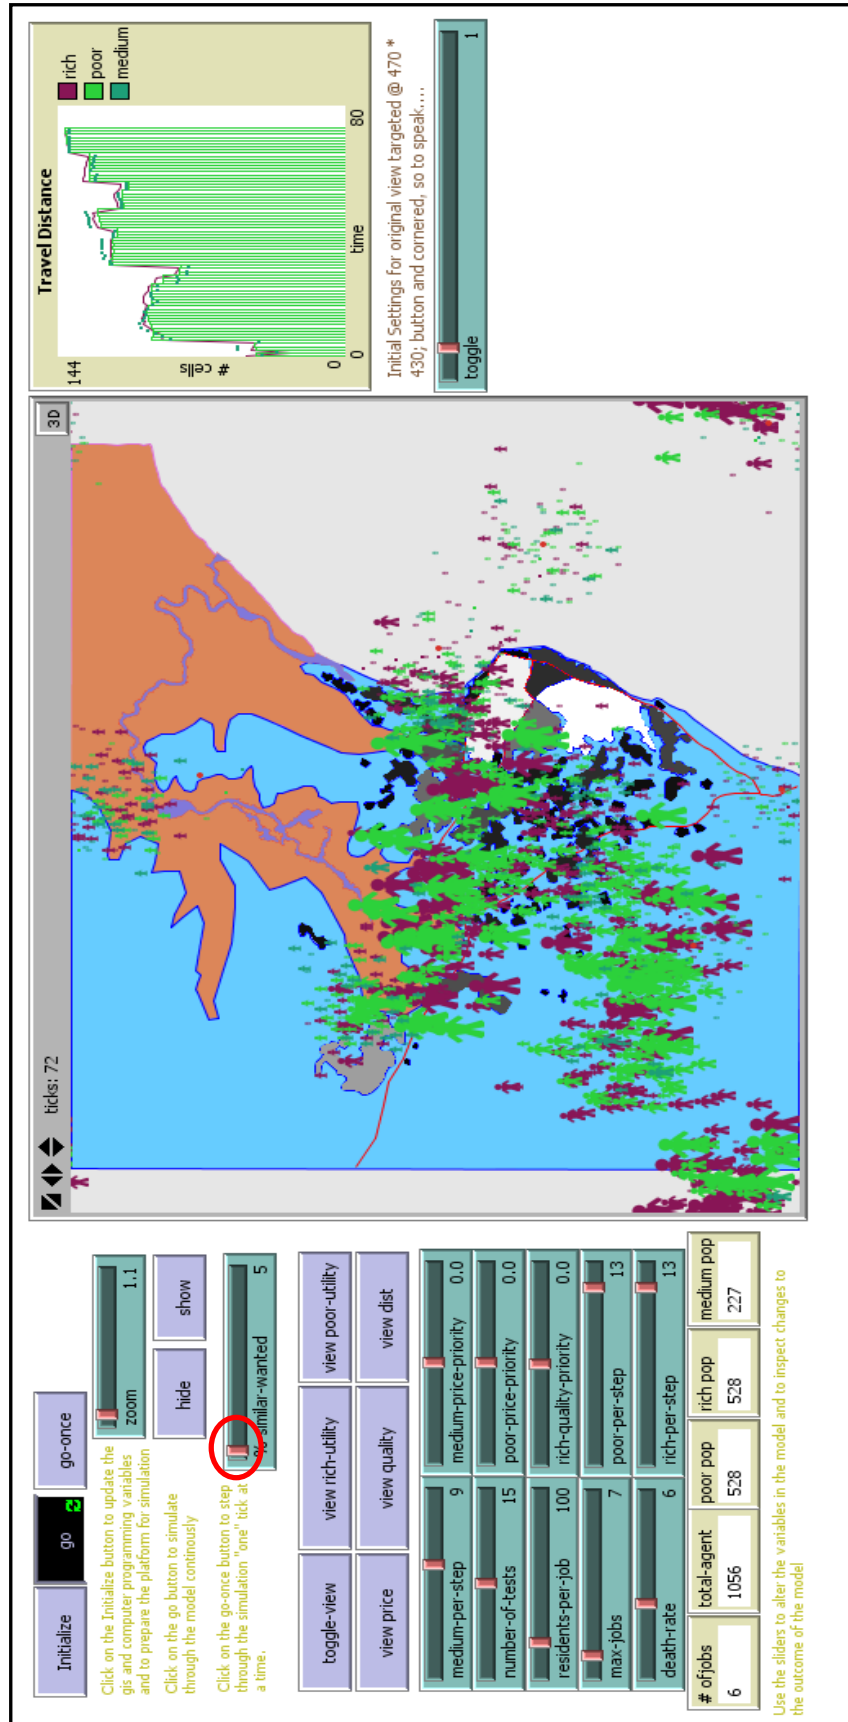 Initialize
go
go-once
Click on the Initialize button to update the
gis and computer programming variables
and to prepare the platform for simulation
Click on the go button to simulate
through the model continously
Click on the go-once button to step
through the simulation "one" tick at
a time.
zoom 1.1
hide
show
%-similar-wanted 5
toggle-view
view rich-utility
view poor-utility
view price
view quality
view dist
medium-per-step 9
medium-price-priority 0.0
number-of-tests 15
poor-price-priority 0.0
residents-per-job 100
rich-quality-priority 0.0
max-jobs 7
poor-per-step 13
death-rate 6
rich-per-step 13
# ofjobs
6
total-agent
1056
poor pop
528
rich pop
528
medium pop
227
Use the sliders to alter the variables in the model and to inspect changes to
the outcome of the model
ticks: 72
3D
Travel Distance
144
# cells
0
0
time
80
rich
poor
medium
Initial Settings for original view targeted @ 470 *
430; button and cornered, so to speak....
toggle 1